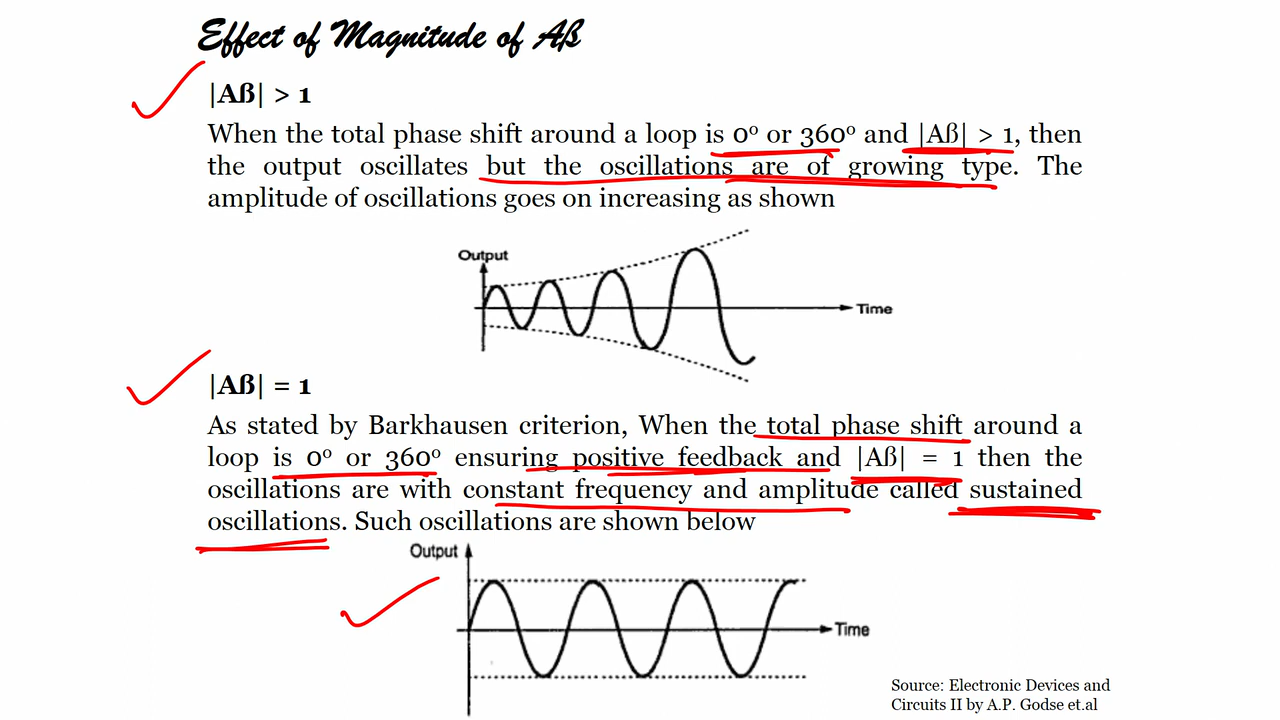 Effect of Magnitude of Aß
|Aß| > 1
When the total phase shift around a loop is 0º or 360º and |Aß| > 1, then
the output oscillates but the oscillations are of growing type. The
amplitude of oscillations goes on increasing as shown
Output
Time
|Aß| = 1
As stated by Barkhausen criterion, When the total phase shift around a
loop is 0º or 360º ensuring positive feedback and |Aß| = 1 then the
oscillations are with constant frequency and amplitude called sustained
oscillations. Such oscillations are shown below
Output
Time
Source: Electronic Devices and
Circuits II by A.P. Godse et.al